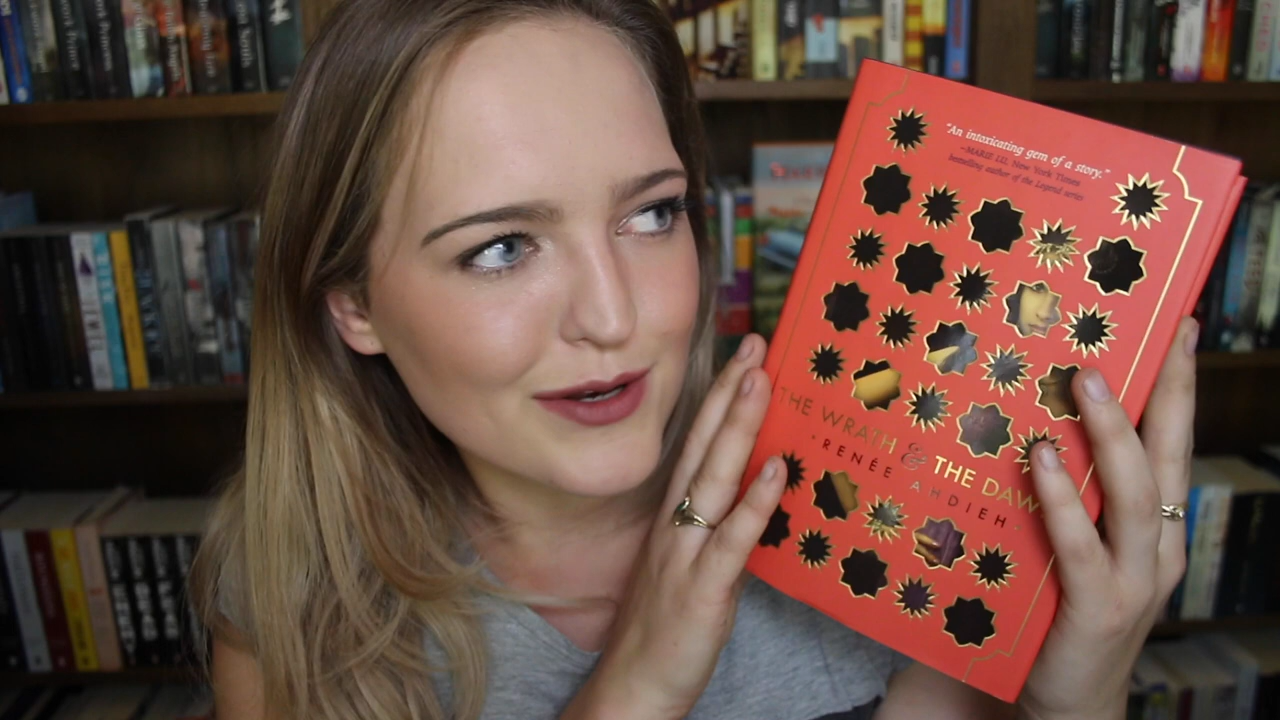 "An intoxicating gem of a story."
—MARIE LU, New York Times
bestselling author of the Legend series
THE WRATH & THE DAW
·RENÉE AHDIEH·